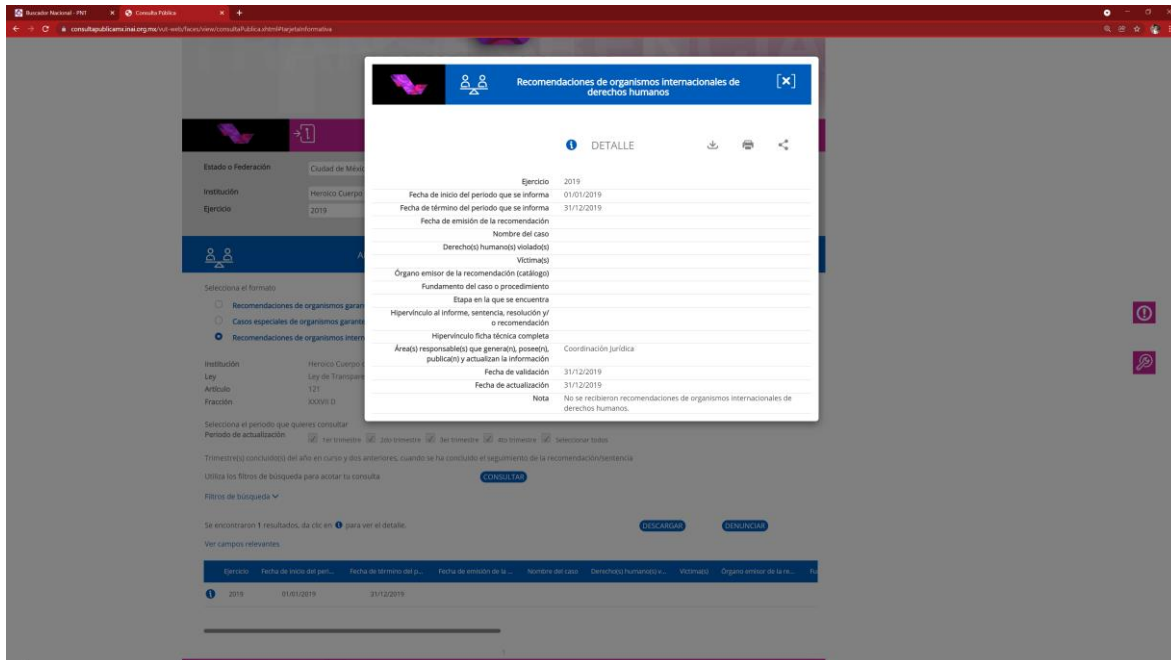 Buscador Nacional - PNT
Consulta Pública
consultapublicamx.inai.org.mx/vut-web/faces/view/consultaPublica.xhtml#tarjetaInformativa
Recomendaciones de organismos internacionales de
derechos humanos
DETALLE
Estado o Federación Ciudad de Méxic
Institución Heroico Cuerpo
Ejercicio 2019
Ejercicio 2019
Fecha de inicio del periodo que se informa 01/01/2019
Fecha de término del periodo que se informa 31/12/2019
Fecha de emisión de la recomendación
Nombre del caso
Derecho(s) humano(s) violado(s)
Víctima(s)
Órgano emisor de la recomendación (catálogo)
Fundamento del caso o procedimiento
Etapa en la que se encuentra
Hipervínculo al informe, sentencia, resolución y/
o recomendación
Hipervínculo ficha técnica completa
Área(s) responsable(s) que genera(n), posee(n), Coordinación Jurídica
publica(n) y actualizan la información
Fecha de validación 31/12/2019
Fecha de actualización 31/12/2019
Nota No se recibieron recomendaciones de organismos internacionales de
derechos humanos.
A
Selecciona el formato
Recomendaciones de organismos garan
Casos especiales de organismos garante
Recomendaciones de organismos intern
Institución Heroico Cuerpo
Ley Ley de Transpare
Artículo 121
Fracción XXXVII D
Selecciona el periodo que quieres consultar
Periodo de actualización 1er trimestre 2do trimestre 3er trimestre 4to trimestre Seleccionar todos
Trimestre(s) concluido(s) del año en curso y dos anteriores, cuando se ha concluido el seguimiento de la recomendación/sentencia
Utiliza los filtros de búsqueda para acotar tu consulta CONSULTAR
Filtros de búsqueda
Se encontraron 1 resultados, da clic en para ver el detalle. DESCARGAR DENUNCIAR
Ver campos relevantes
Ejercicio Fecha de inicio del peri... Fecha de término del p... Fecha de emisión de la ... Nombre del caso Derecho(s) humano(s) v... Víctima(s) Órgano emisor de la re... Fu
2019 01/01/2019 31/12/2019
1